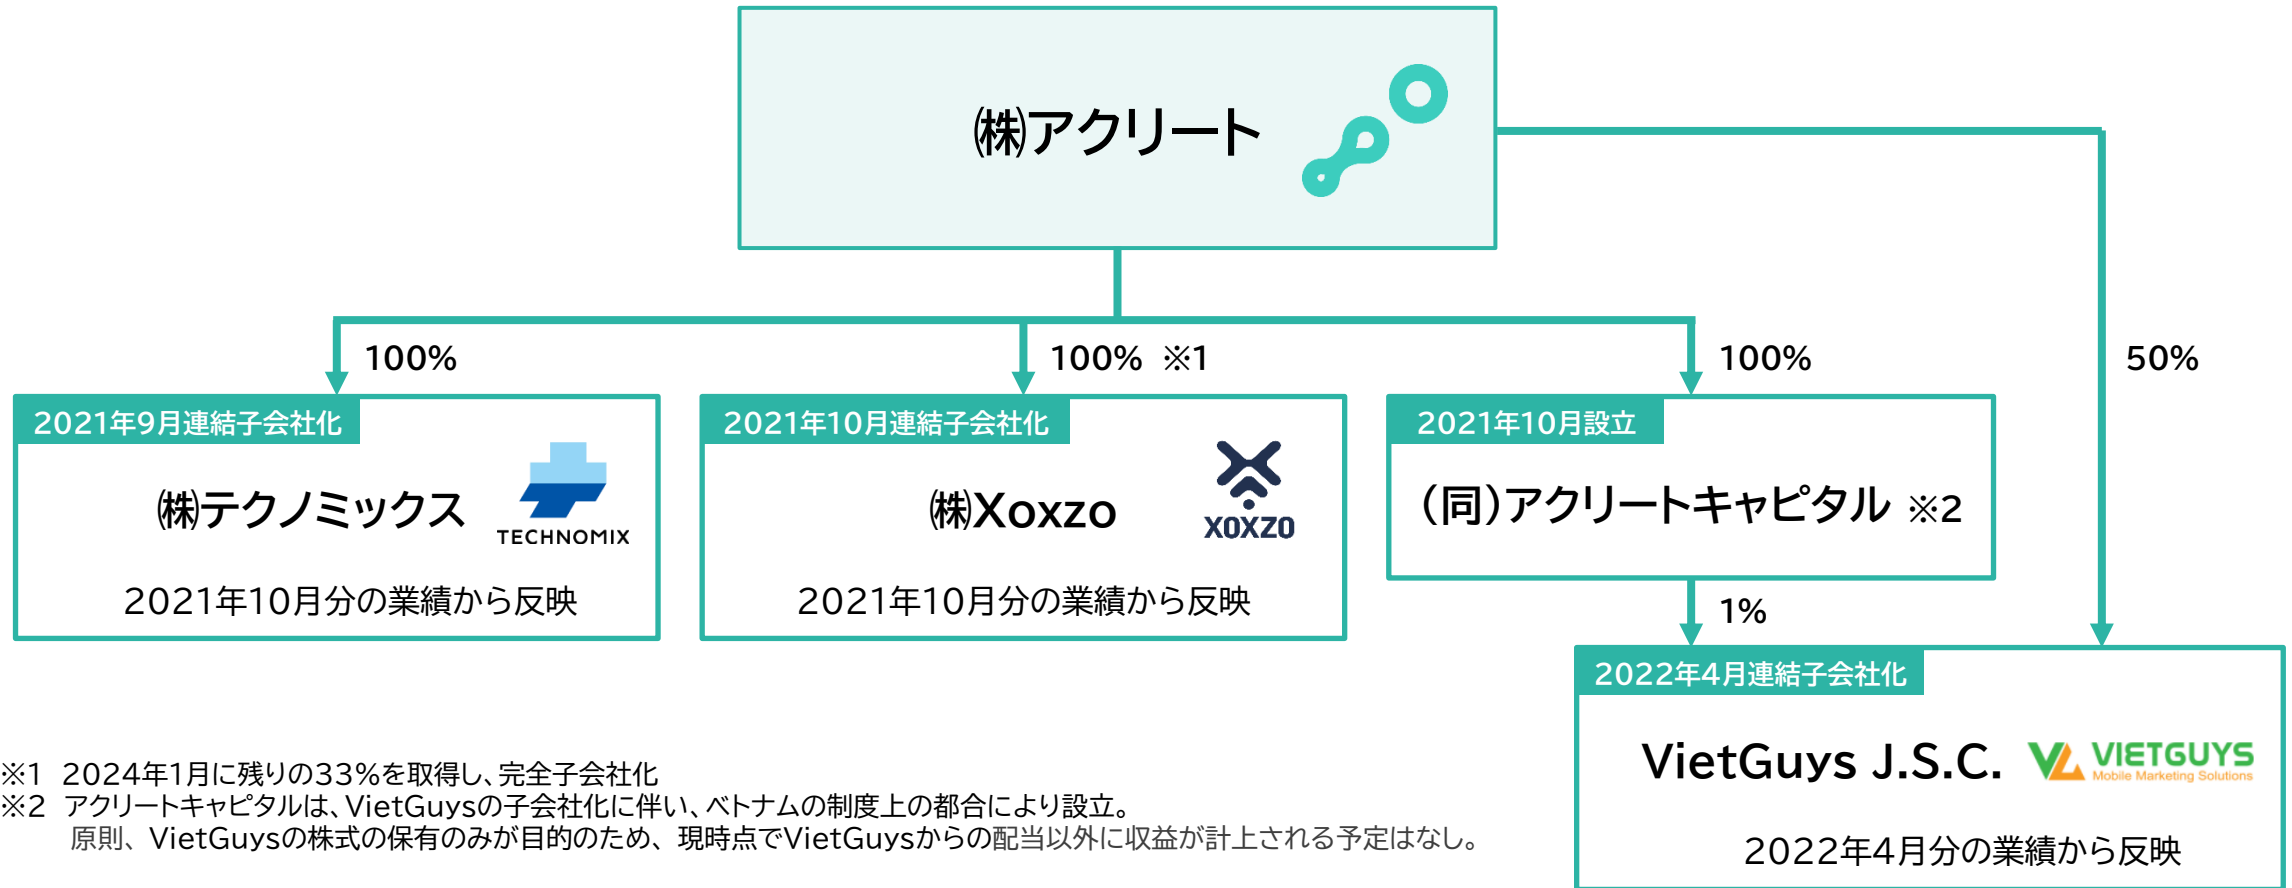 ㈱アクリート
100%
100% ※1
100%
50%
2021年9月連結子会社化
㈱テクノミックス
TECHNOMIX
2021年10月分の業績から反映
2021年10月連結子会社化
㈱Xoxzo
XOXZO
2021年10月分の業績から反映
2021年10月設立
(同)アクリートキャピタル ※2
1%
2022年4月連結子会社化
VietGuys J.S.C.
VIETGUYS
Mobile Marketing Solutions
2022年4月分の業績から反映
※1 2024年1月に残りの33%を取得し、完全子会社化
※2 アクリートキャピタルは、VietGuysの子会社化に伴い、ベトナムの制度上の都合により設立。
原則、VietGuysの株式の保有のみが目的のため、現時点でVietGuysからの配当以外に収益が計上される予定はなし。